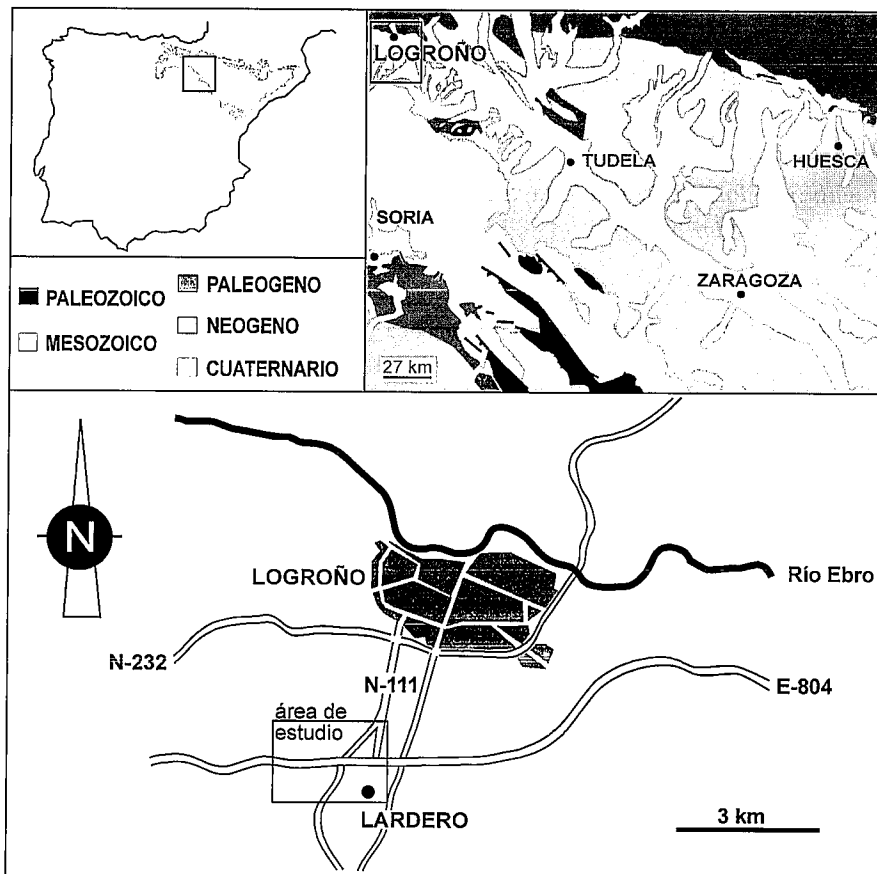 LOGROÑO
TUDELA
HUESCA
SORIA
ZARAGOZA
27 km
PALEOZOICO
MESOZOICO
PALEOGENO
NEOGENO
CUATERNARIO
N
LOGROÑO
Río Ebro
N-232
N-111
E-804
área de
estudio
LARDERO
3 km